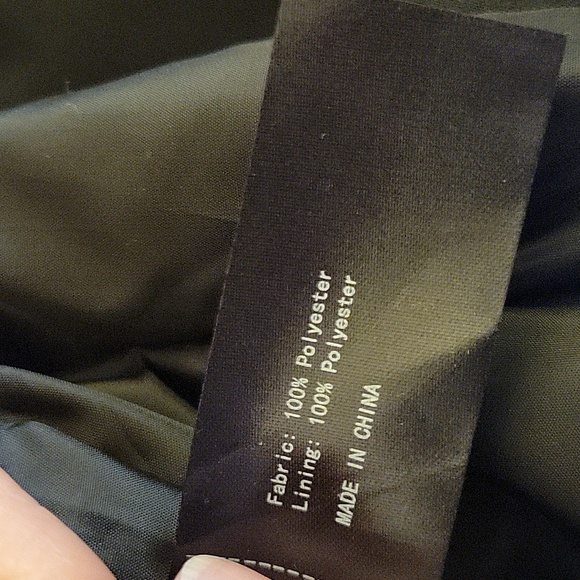 Fabric: 100% Polyester
Lining: 100% Polyester
MADE IN CHINA